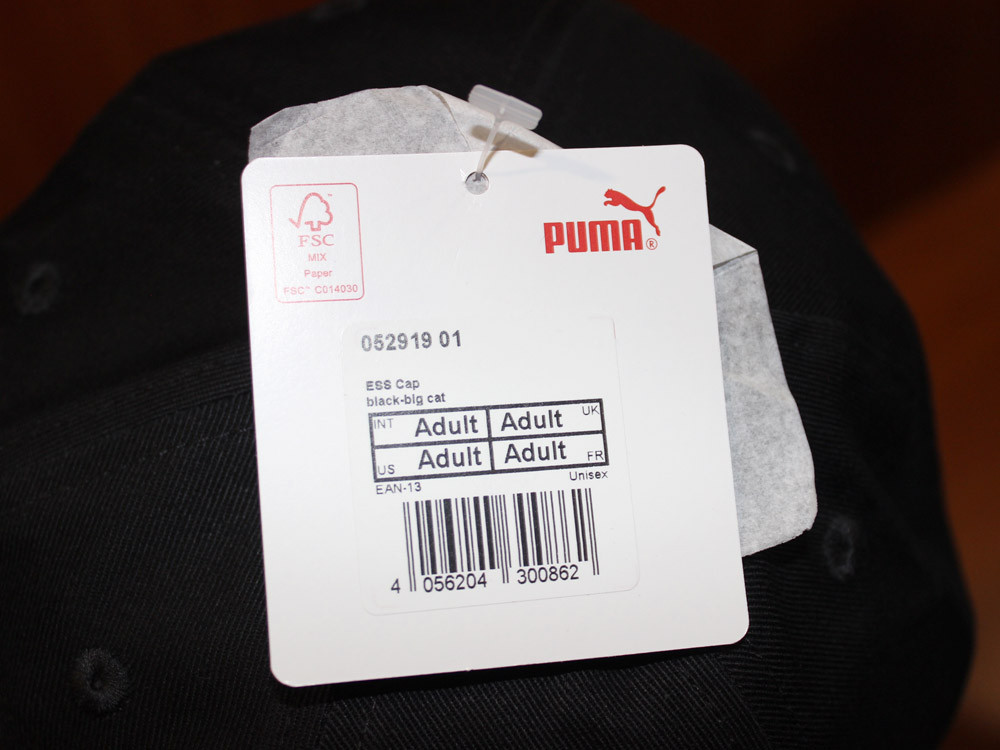 FSC
MIX
Paper
FSC™ C014030
PUMA®
052919 01
ESS Cap
black-big cat
INT Adult Adult UK
US Adult Adult FR
EAN-13 Unisex
4 056204 300862